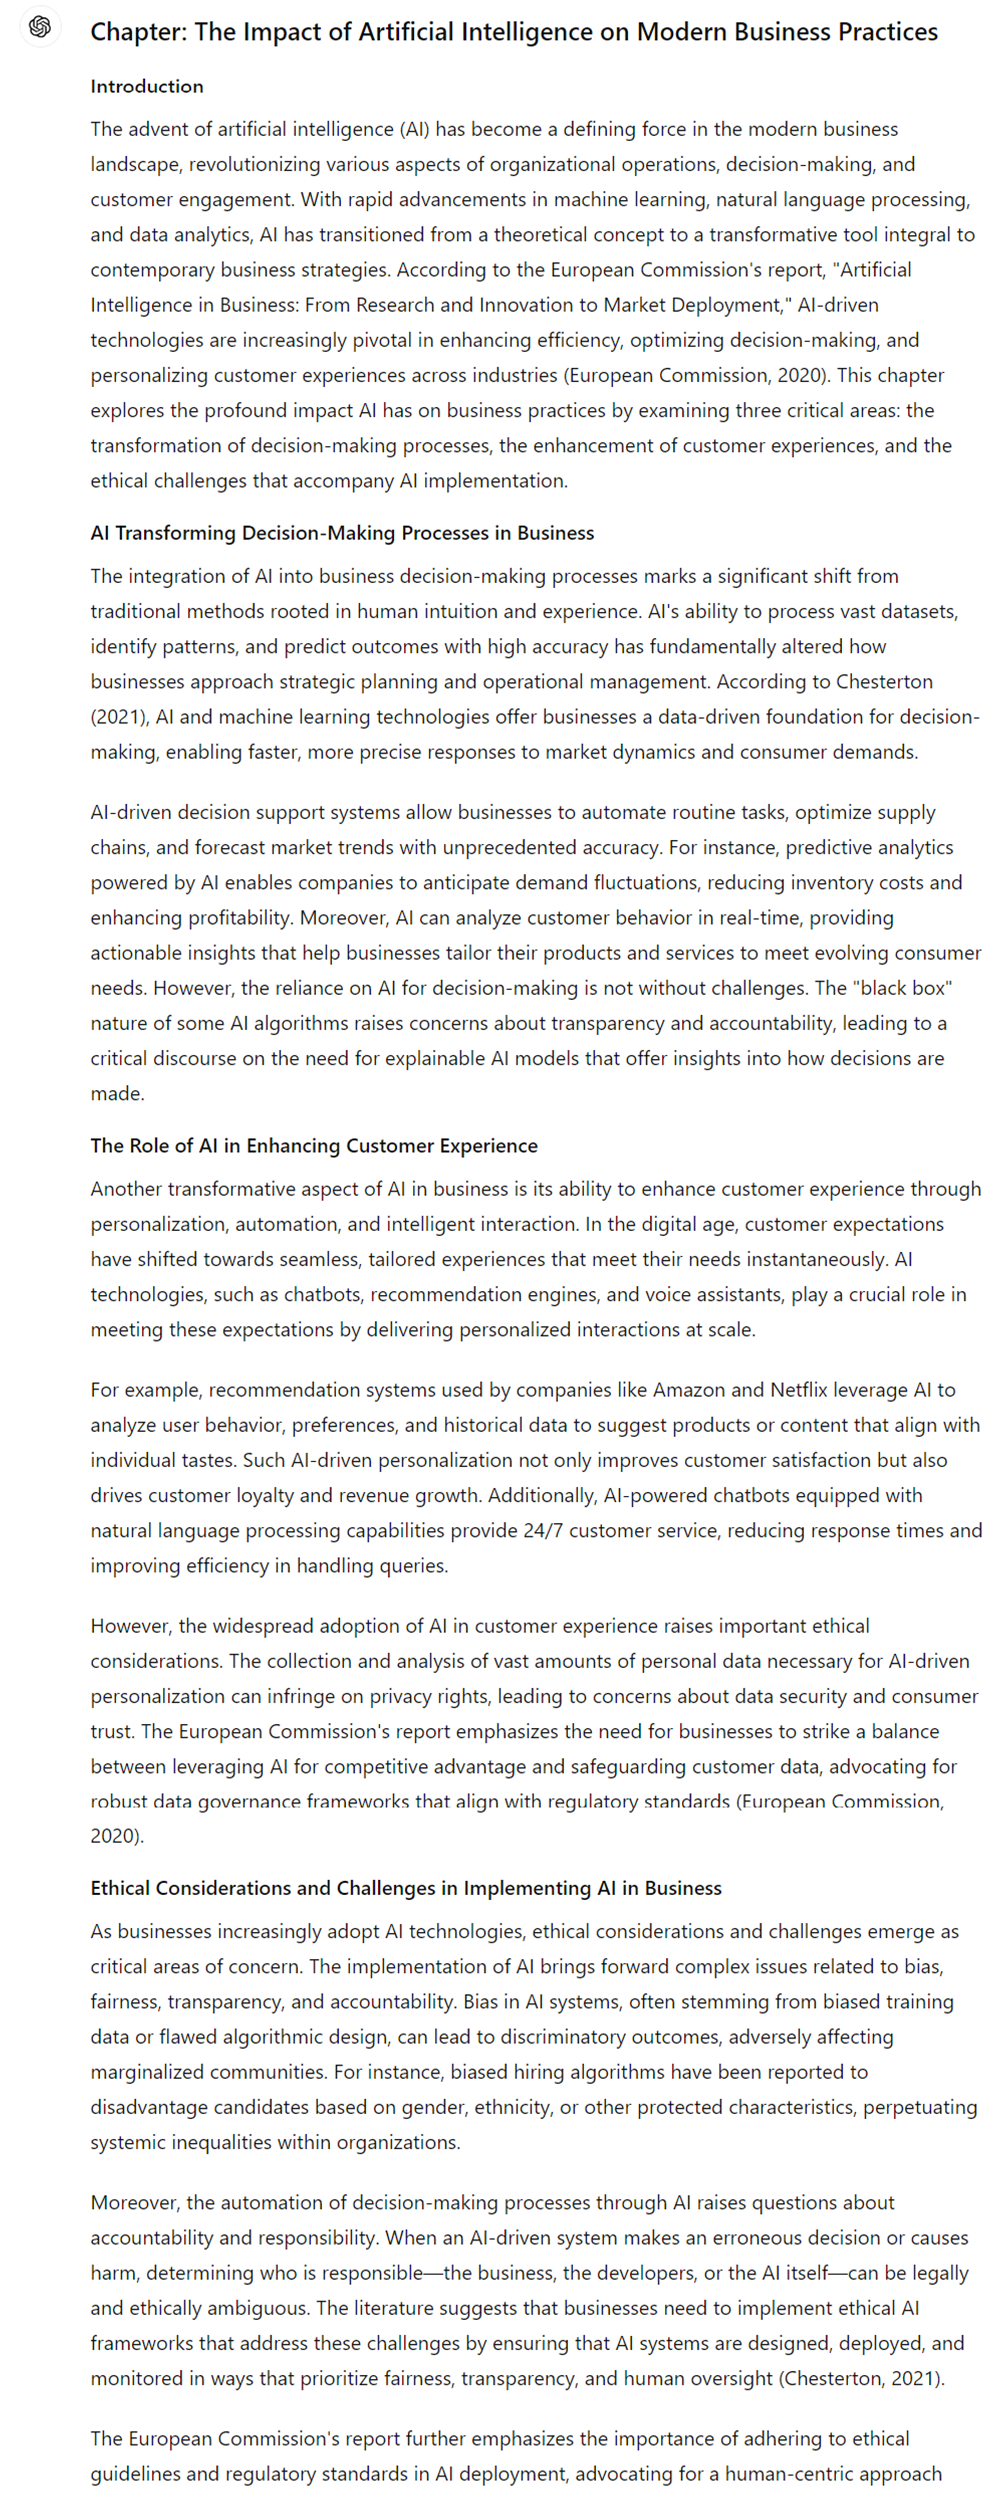 Chapter: The Impact of Artificial Intelligence on Modern Business Practices
Introduction
The advent of artificial intelligence (AI) has become a defining force in the modern business
landscape, revolutionizing various aspects of organizational operations, decision-making, and
customer engagement. With rapid advancements in machine learning, natural language processing,
and data analytics, AI has transitioned from a theoretical concept to a transformative tool integral to
contemporary business strategies. According to the European Commission's report, "Artificial
Intelligence in Business: From Research and Innovation to Market Deployment," AI-driven
technologies are increasingly pivotal in enhancing efficiency, optimizing decision-making, and
personalizing customer experiences across industries (European Commission, 2020). This chapter
explores the profound impact AI has on business practices by examining three critical areas: the
transformation of decision-making processes, the enhancement of customer experiences, and the
ethical challenges that accompany AI implementation.
AI Transforming Decision-Making Processes in Business
The integration of AI into business decision-making processes marks a significant shift from
traditional methods rooted in human intuition and experience. AI's ability to process vast datasets,
identify patterns, and predict outcomes with high accuracy has fundamentally altered how
businesses approach strategic planning and operational management. According to Chesterton
(2021), AI and machine learning technologies offer businesses a data-driven foundation for decision-
making, enabling faster, more precise responses to market dynamics and consumer demands.
AI-driven decision support systems allow businesses to automate routine tasks, optimize supply
chains, and forecast market trends with unprecedented accuracy. For instance, predictive analytics
powered by AI enables companies to anticipate demand fluctuations, reducing inventory costs and
enhancing profitability. Moreover, AI can analyze customer behavior in real-time, providing
actionable insights that help businesses tailor their products and services to meet evolving consumer
needs. However, the reliance on AI for decision-making is not without challenges. The "black box"
nature of some AI algorithms raises concerns about transparency and accountability, leading to a
critical discourse on the need for explainable AI models that offer insights into how decisions are
made.
The Role of AI in Enhancing Customer Experience
Another transformative aspect of AI in business is its ability to enhance customer experience through
personalization, automation, and intelligent interaction. In the digital age, customer expectations
have shifted towards seamless, tailored experiences that meet their needs instantaneously. AI
technologies, such as chatbots, recommendation engines, and voice assistants, play a crucial role in
meeting these expectations by delivering personalized interactions at scale.
For example, recommendation systems used by companies like Amazon and Netflix leverage AI to
analyze user behavior, preferences, and historical data to suggest products or content that align with
individual tastes. Such AI-driven personalization not only improves customer satisfaction but also
drives customer loyalty and revenue growth. Additionally, AI-powered chatbots equipped with
natural language processing capabilities provide 24/7 customer service, reducing response times and
improving efficiency in handling queries.
However, the widespread adoption of AI in customer experience raises important ethical
considerations. The collection and analysis of vast amounts of personal data necessary for AI-driven
personalization can infringe on privacy rights, leading to concerns about data security and consumer
trust. The European Commission's report emphasizes the need for businesses to strike a balance
between leveraging AI for competitive advantage and safeguarding customer data, advocating for
robust data governance frameworks that align with regulatory standards (European Commission,
2020).
Ethical Considerations and Challenges in Implementing AI in Business
As businesses increasingly adopt AI technologies, ethical considerations and challenges emerge as
critical areas of concern. The implementation of AI brings forward complex issues related to bias,
fairness, transparency, and accountability. Bias in AI systems, often stemming from biased training
data or flawed algorithmic design, can lead to discriminatory outcomes, adversely affecting
marginalized communities. For instance, biased hiring algorithms have been reported to
disadvantage candidates based on gender, ethnicity, or other protected characteristics, perpetuating
systemic inequalities within organizations.
Moreover, the automation of decision-making processes through AI raises questions about
accountability and responsibility. When an AI-driven system makes an erroneous decision or causes
harm, determining who is responsible—the business, the developers, or the AI itself—can be legally
and ethically ambiguous. The literature suggests that businesses need to implement ethical AI
frameworks that address these challenges by ensuring that AI systems are designed, deployed, and
monitored in ways that prioritize fairness, transparency, and human oversight (Chesterton, 2021).
The European Commission's report further emphasizes the importance of adhering to ethical
guidelines and regulatory standards in AI deployment, advocating for a human-centric approach